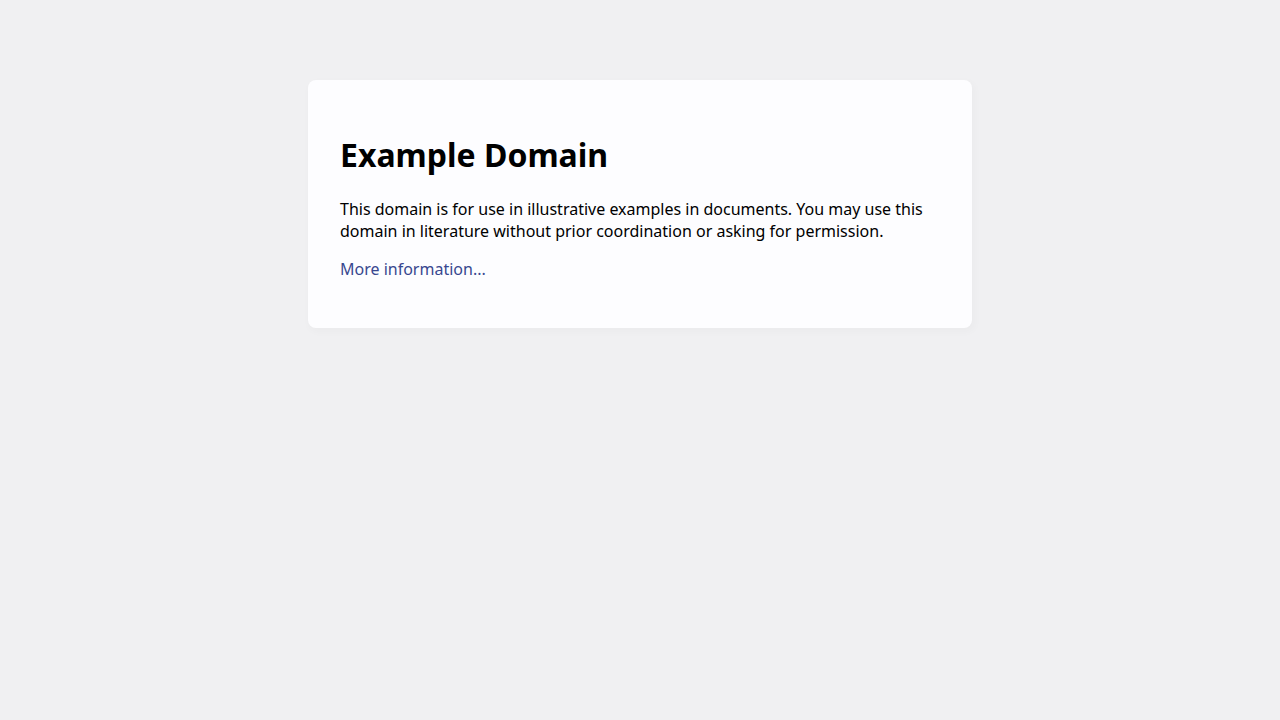 Example Domain
This domain is for use in illustrative examples in documents. You may use this
domain in literature without prior coordination or asking for permission.
More information...